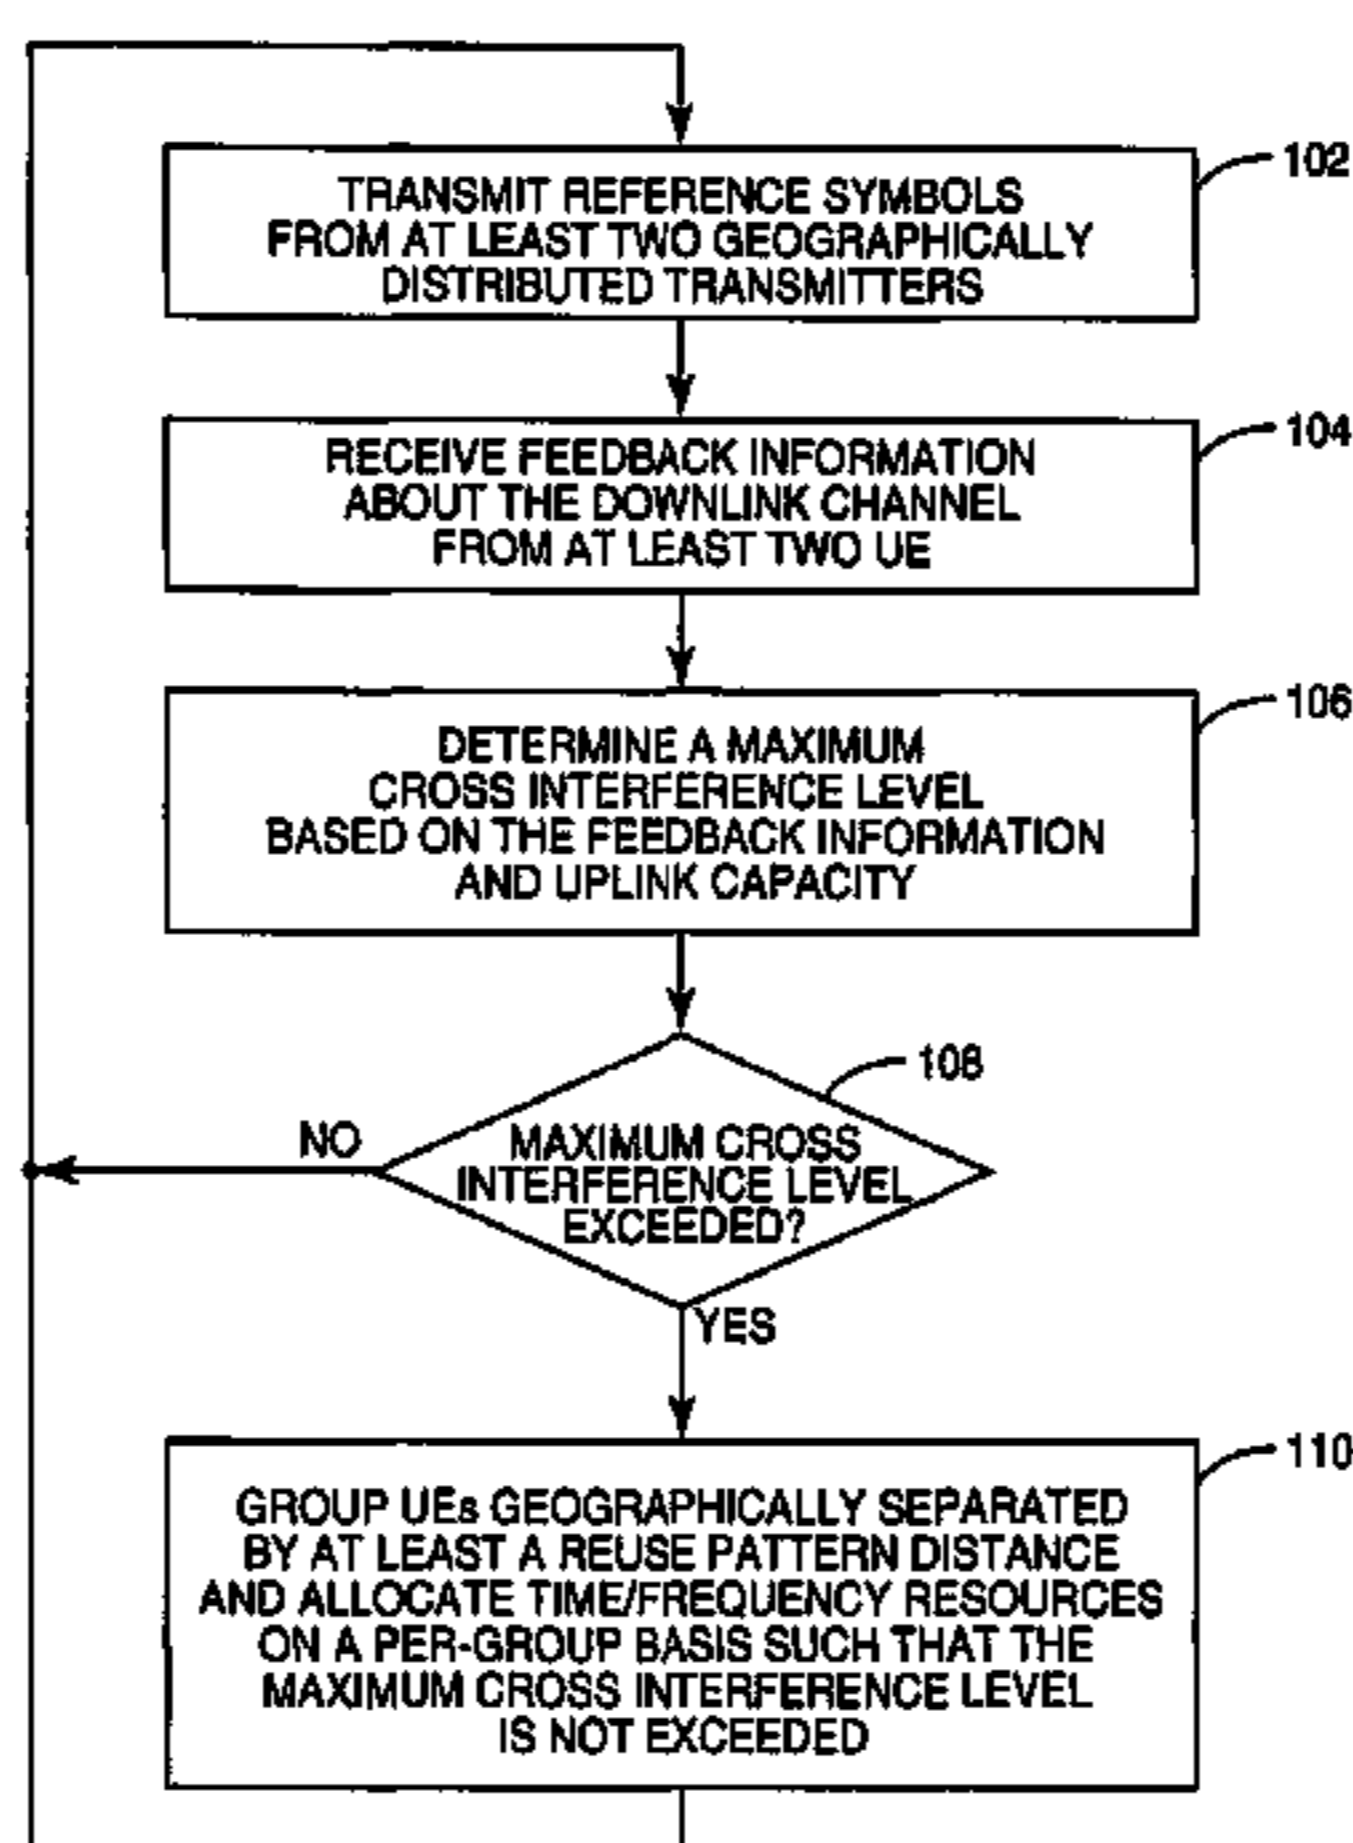 102
TRANSMIT REFERENCE SYMBOLS
FROM AT LEAST TWO GEOGRAPHICALLY
DISTRIBUTED TRANSMITTERS
104
RECEIVE FEEDBACK INFORMATION
ABOUT THE DOWNLINK CHANNEL
FROM AT LEAST TWO UE
106
DETERMINE A MAXIMUM
CROSS INTERFERENCE LEVEL
BASED ON THE FEEDBACK INFORMATION
AND UPLINK CAPACITY
108
NO
MAXIMUM CROSS
INTERFERENCE LEVEL
EXCEEDED?
YES
110
GROUP UEs GEOGRAPHICALLY SEPARATED
BY AT LEAST A REUSE PATTERN DISTANCE
AND ALLOCATE TIME/FREQUENCY RESOURCES
ON A PER-GROUP BASIS SUCH THAT THE
MAXIMUM CROSS INTERFERENCE LEVEL
IS NOT EXCEEDED